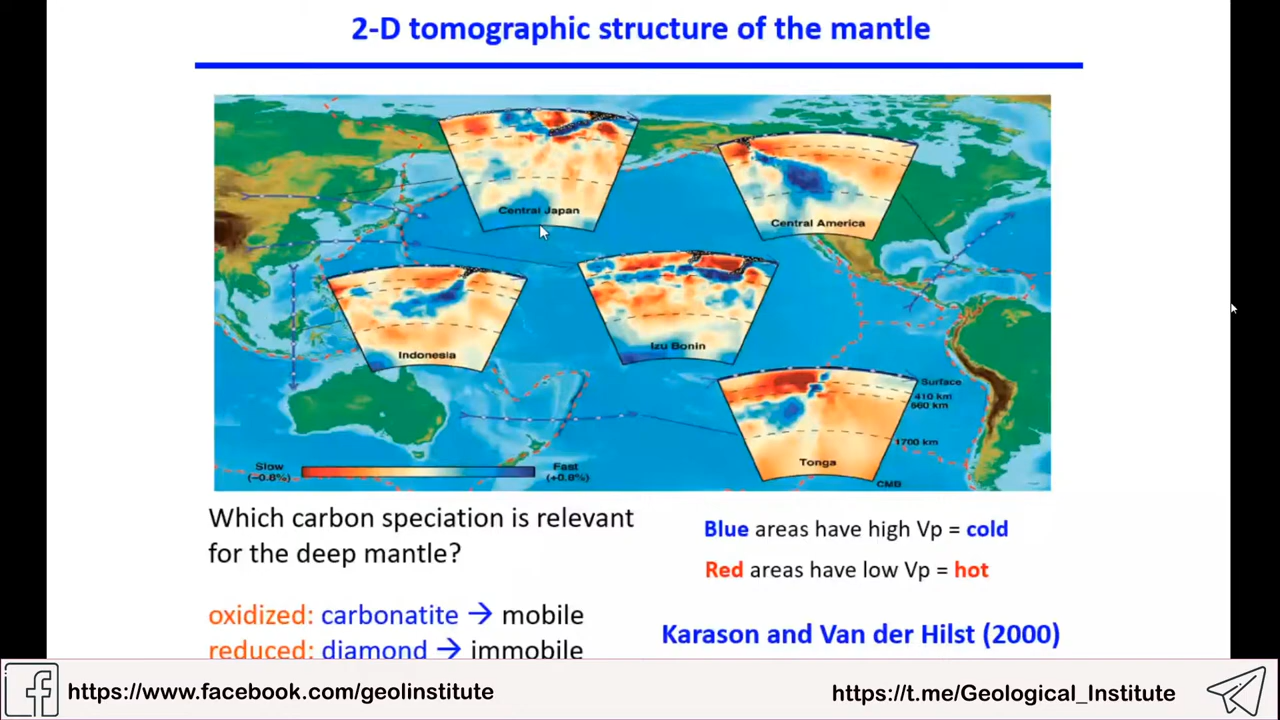 2-D tomographic structure of the mantle
Central Japan
Central America
Indonesia
Izu Bonin
Surface
410 km
660 km
1700 km
Tonga
CMB
Slow
(−0.8%)
Fast
(+0.8%)
Which carbon speciation is relevant
for the deep mantle?
oxidized: carbonatite → mobile
reduced: diamond → immobile
Blue areas have high Vp = cold
Red areas have low Vp = hot
Karason and Van der Hilst (2000)
https://www.facebook.com/geolinstitute
https://t.me/Geological_Institute